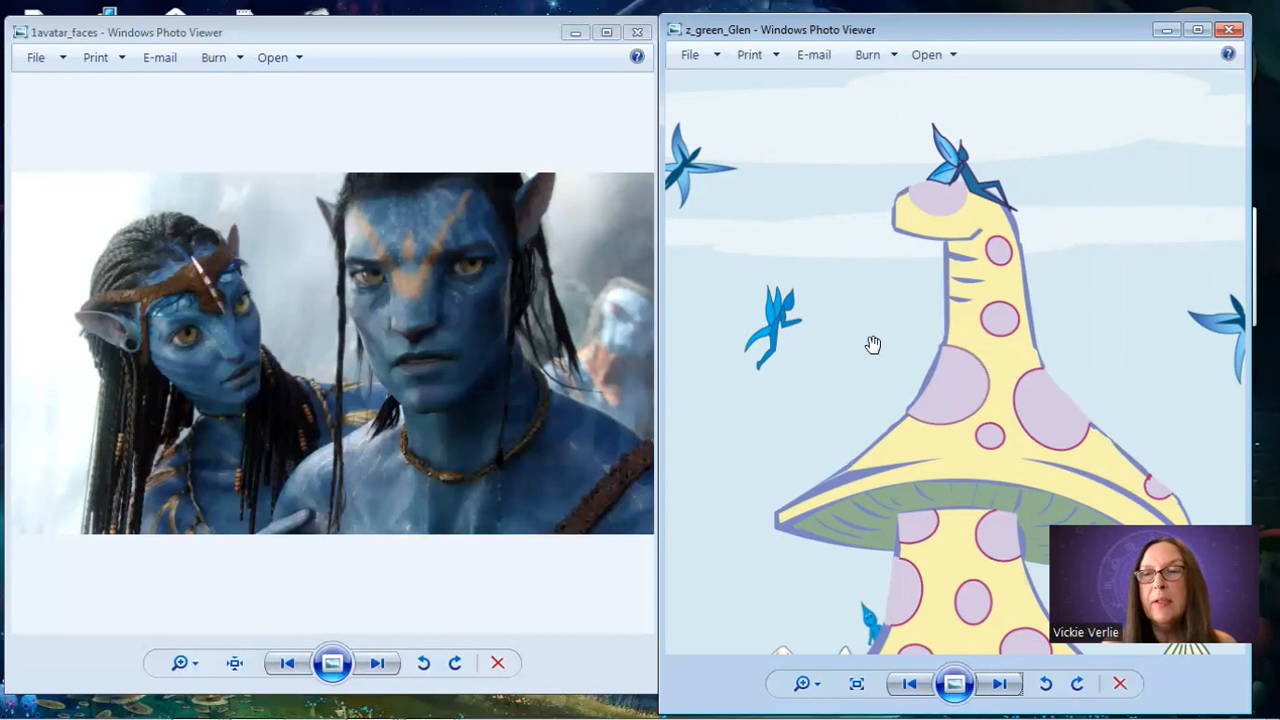 1avatar_faces - Windows Photo Viewer
File Print E-mail Burn Open
z_green_Glen - Windows Photo Viewer
File Print E-mail Burn Open
Vickie Verlie